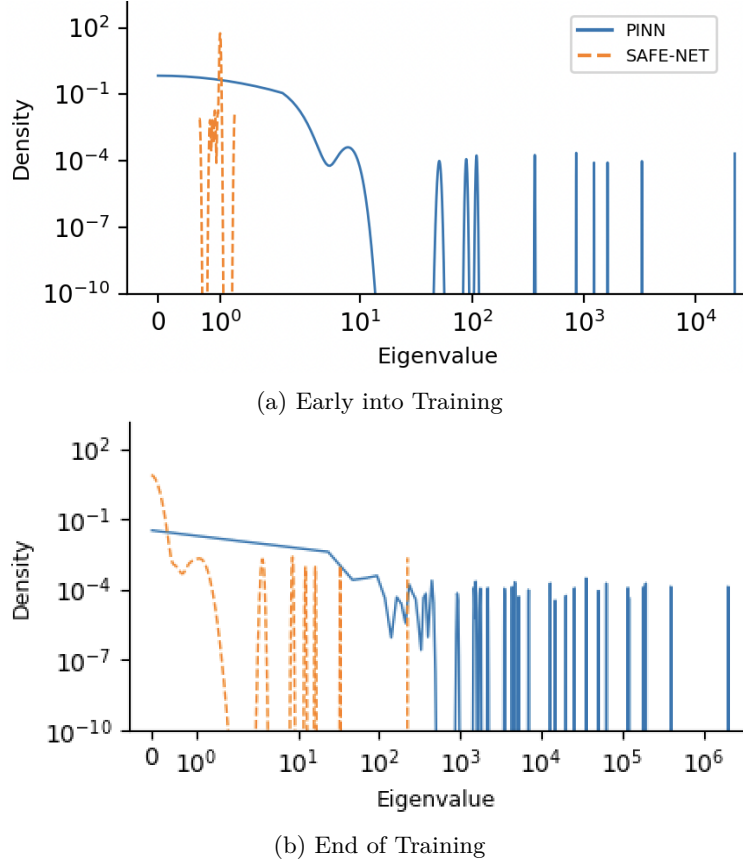 10^2
10^-1
10^-4
10^-7
10^-10
Density
PINN
SAFE-NET
0 10^0 10^1 10^2 10^3 10^4
Eigenvalue
(a) Early into Training
10^2
10^-1
10^-4
10^-7
10^-10
Density
0 10^0 10^1 10^2 10^3 10^4 10^5 10^6
Eigenvalue
(b) End of Training